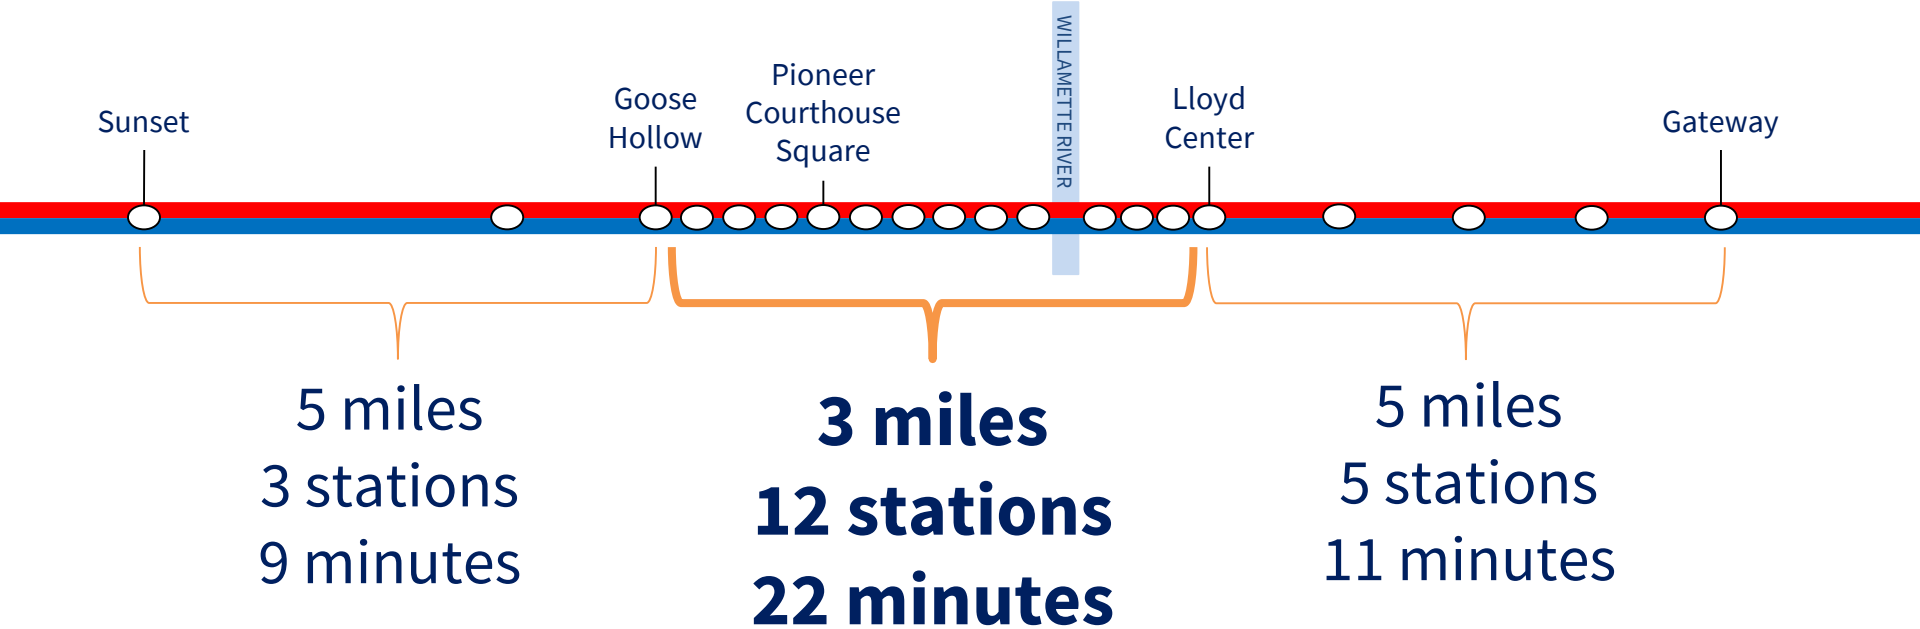 Sunset
Goose
Hollow
Pioneer
Courthouse
Square
WILLAMETTE RIVER
Lloyd
Center
Gateway
5 miles
3 stations
9 minutes
3 miles
12 stations
22 minutes
5 miles
5 stations
11 minutes